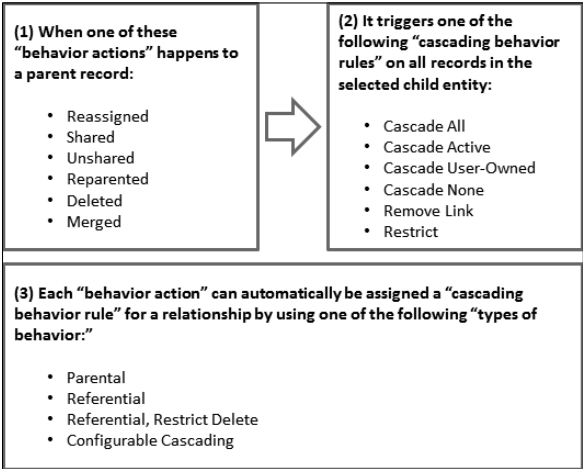 (1) When one of these
“behavior actions” happens to
a parent record:
• Reassigned
• Shared
• Unshared
• Reparented
• Deleted
• Merged
(2) It triggers one of the
following “cascading behavior
rules” on all records in the
selected child entity:
• Cascade All
• Cascade Active
• Cascade User-Owned
• Cascade None
• Remove Link
• Restrict
(3) Each “behavior action” can automatically be assigned a “cascading
behavior rule” for a relationship by using one of the following “types of
behavior:”
• Parental
• Referential
• Referential, Restrict Delete
• Configurable Cascading